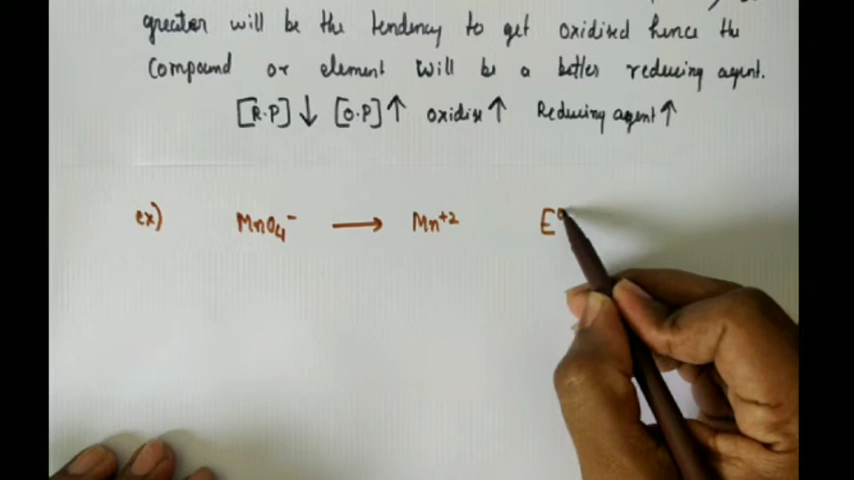 greater will be the tendency to get oxidised hence the
Compound or element will be a better reducing agent.
[R.P]↓ [O.P]↑ oxidise↑ Reducing agent↑
ex) MnO₄⁻ ⟶ Mn⁺² E⁰